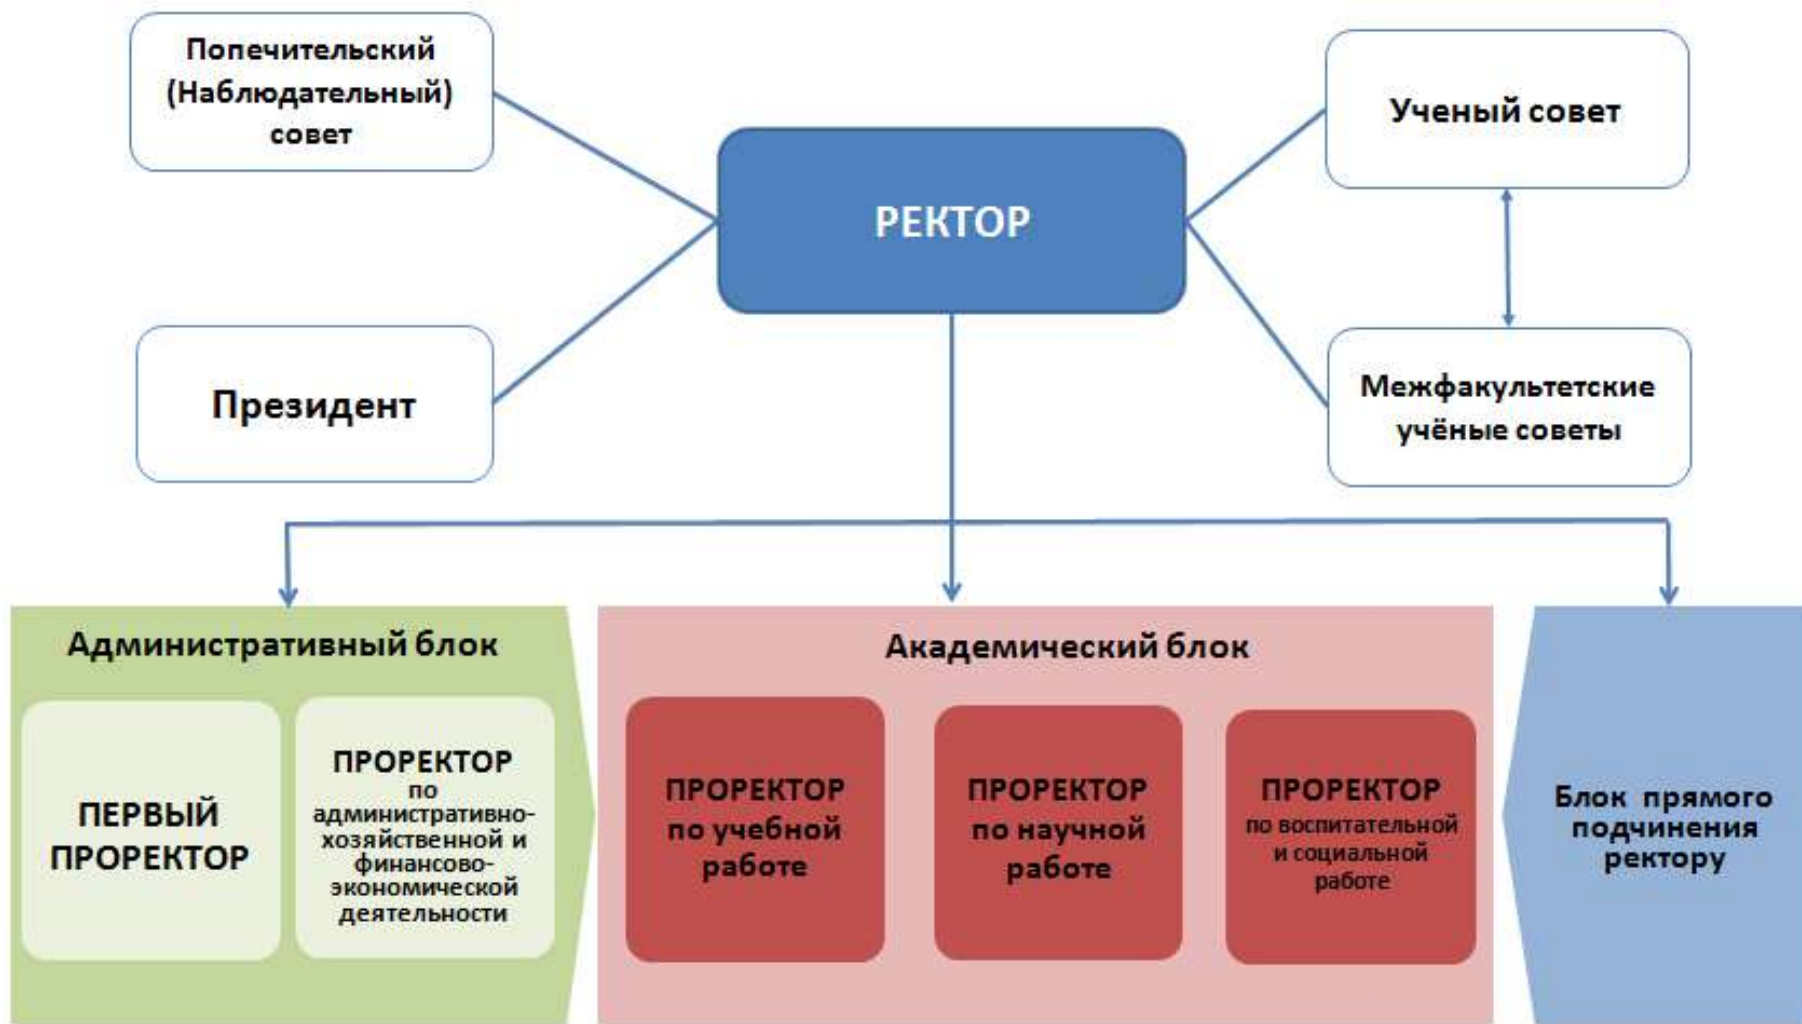 Попечительский
(Наблюдательный)
совет
Ученый совет
РЕКТОР
Президент
Межфакультетские
учёные советы
Административный блок
ПЕРВЫЙ
ПРОРЕКТОР
ПРОРЕКТОР
по
административно-
хозяйственной и
финансово-
экономической
деятельности
Академический блок
ПРОРЕКТОР
по учебной
работе
ПРОРЕКТОР
по научной
работе
ПРОРЕКТОР
по воспитательной
и социальной
работе
Блок прямого
подчинения
ректору